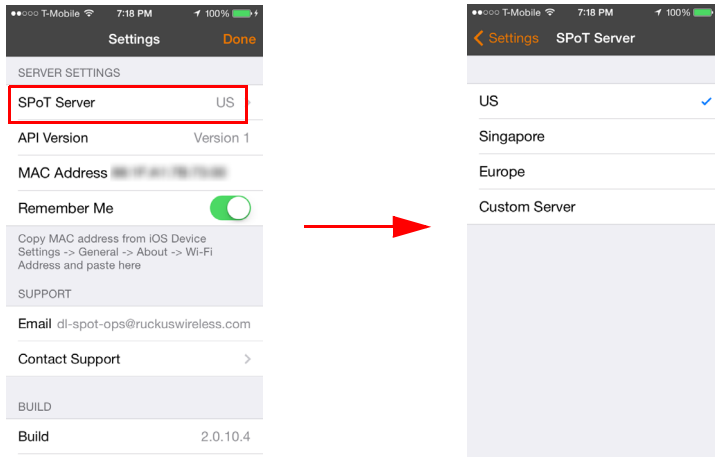 T-Mobile 7:18 PM 100%
Settings Done
SERVER SETTINGS
SPoT Server US
API Version Version 1
MAC Address
Remember Me
Copy MAC address from iOS Device
Settings -> General -> About -> Wi-Fi
Address and paste here
SUPPORT
Email dl-spot-ops@ruckuswireless.com
Contact Support
BUILD
Build 2.0.10.4
T-Mobile 7:18 PM 100%
Settings SPoT Server
US
Singapore
Europe
Custom Server